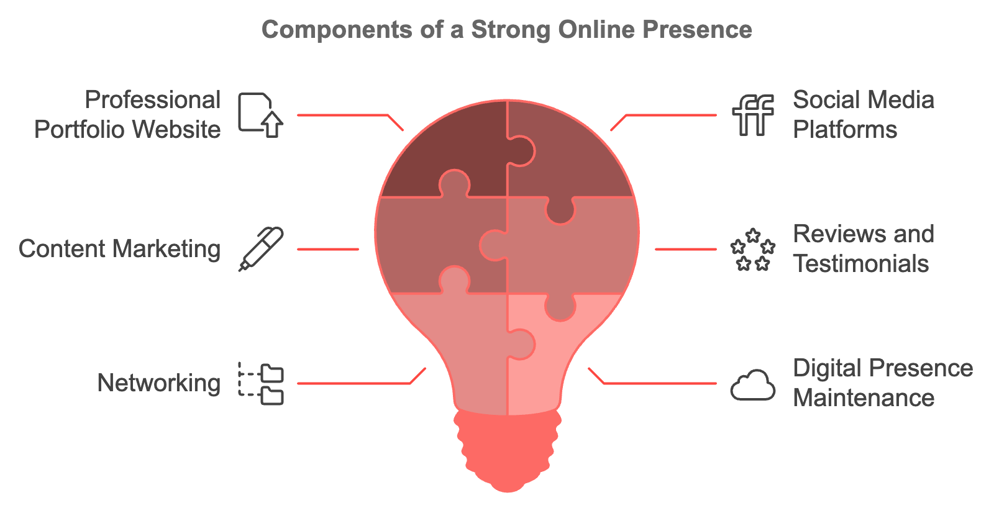 Components of a Strong Online Presence
Professional
Portfolio Website
Social Media
Platforms
Content Marketing
Reviews and
Testimonials
Networking
Digital Presence
Maintenance